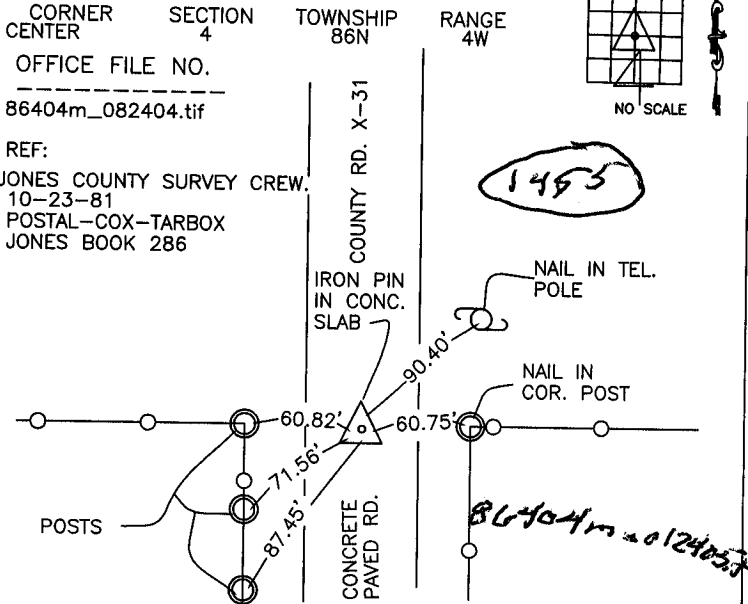 CORNER SECTION TOWNSHIP RANGE
CENTER 4 86N 4W
OFFICE FILE NO.
86404m_082404.tif
NO SCALE
REF:
JONES COUNTY SURVEY CREW.
10-23-81
POSTAL-COX-TARBOX
JONES BOOK 286
COUNTY RD. X-31
1455
IRON PIN
IN CONC.
SLAB
NAIL IN TEL.
POLE
90.40'
NAIL IN
COR. POST
60.82'
60.75'
71.56'
87.45'
POSTS
CONCRETE
PAVED RD.